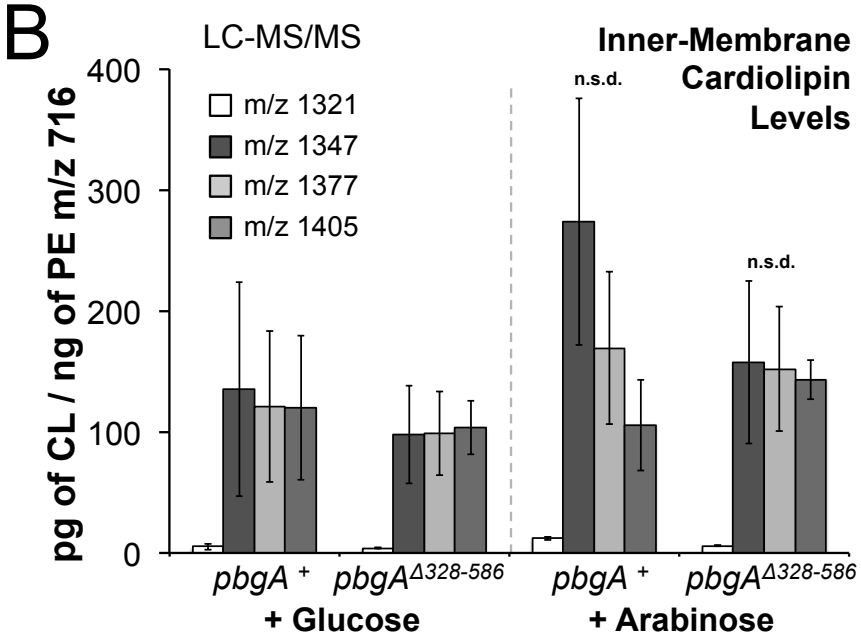 B
LC-MS/MS
Inner-Membrane
Cardiolipin
Levels
pg of CL / ng of PE m/z 716
400
300
200
100
0
m/z 1321
m/z 1347
m/z 1377
m/z 1405
n.s.d.
n.s.d.
pbgA + pbgAΔ328-586 pbgA + pbgAΔ328-586
+ Glucose + Arabinose